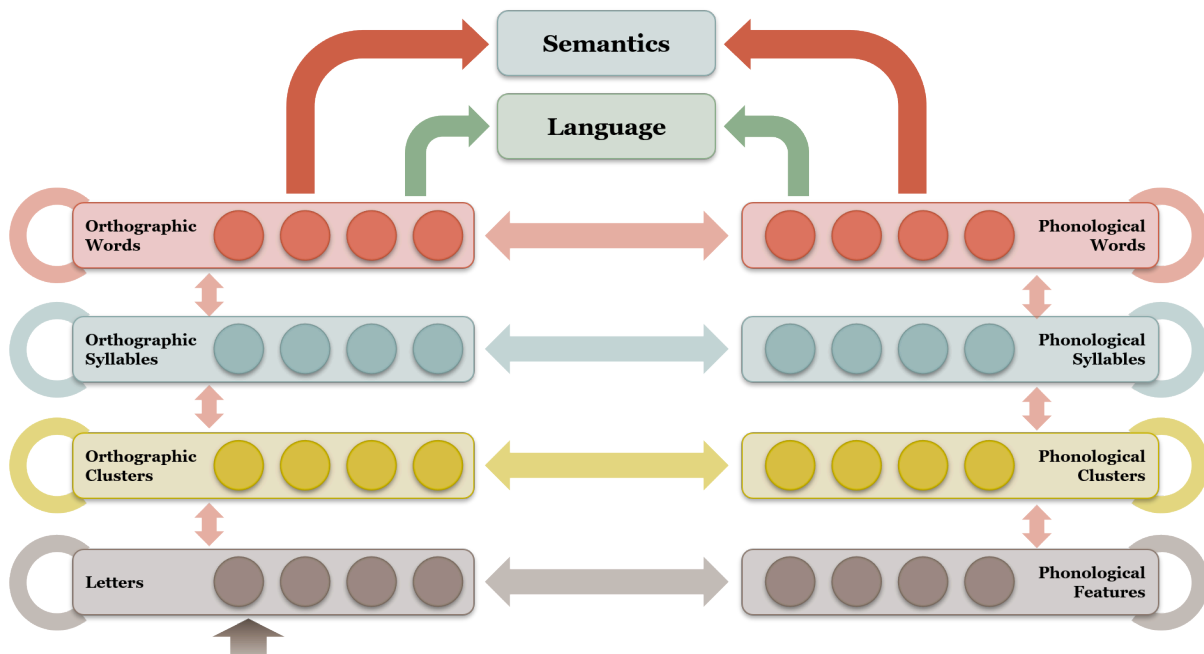 Semantics
Language
Orthographic
Words
Phonological
Words
Orthographic
Syllables
Phonological
Syllables
Orthographic
Clusters
Phonological
Clusters
Letters
Phonological
Features